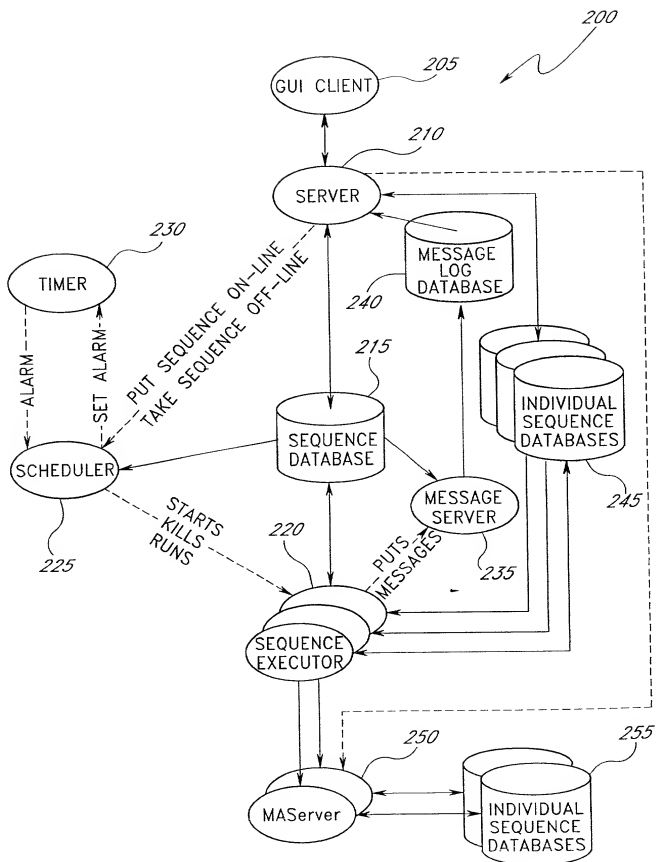 200
GUI CLIENT
205
210
SERVER
230
TIMER
MESSAGE
LOG
DATABASE
240
PUT SEQUENCE ON-LINE
TAKE SEQUENCE OFF-LINE
ALARM
SET ALARM
215
SEQUENCE
DATABASE
INDIVIDUAL
SEQUENCE
DATABASES
245
SCHEDULER
225
MESSAGE
SERVER
235
STARTS
KILLS
RUNS
220
PUTS
MESSAGES
SEQUENCE
EXECUTOR
250
MAServer
255
INDIVIDUAL
SEQUENCE
DATABASES